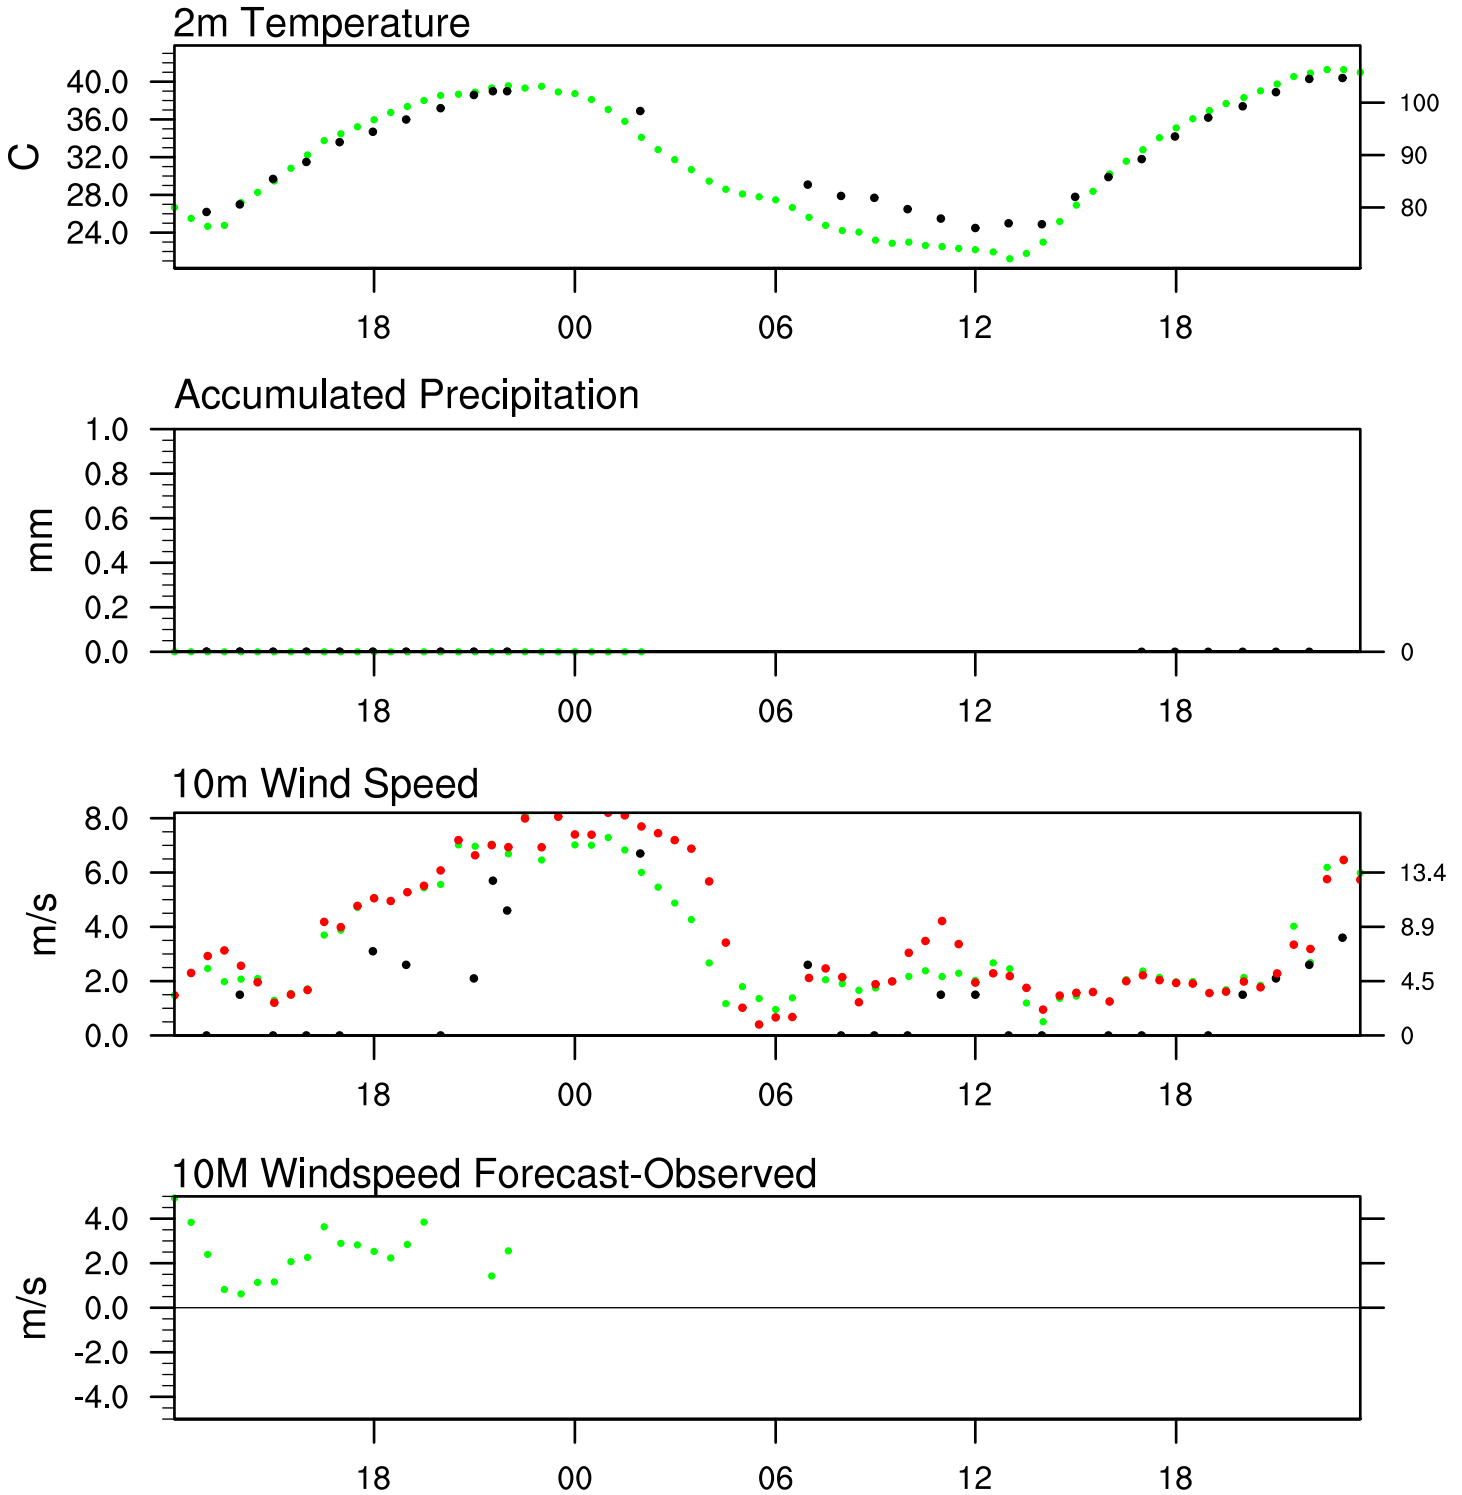 2m Temperature
40.0
36.0
32.0
28.0
24.0
C
100
90
80
18 00 06 12 18
Accumulated Precipitation
1.0
0.8
0.6
0.4
0.2
0.0
mm
0
18 00 06 12 18
10m Wind Speed
8.0
6.0
4.0
2.0
0.0
m/s
13.4
8.9
4.5
0
18 00 06 12 18
10M Windspeed Forecast-Observed
4.0
2.0
0.0
-2.0
-4.0
m/s
18 00 06 12 18